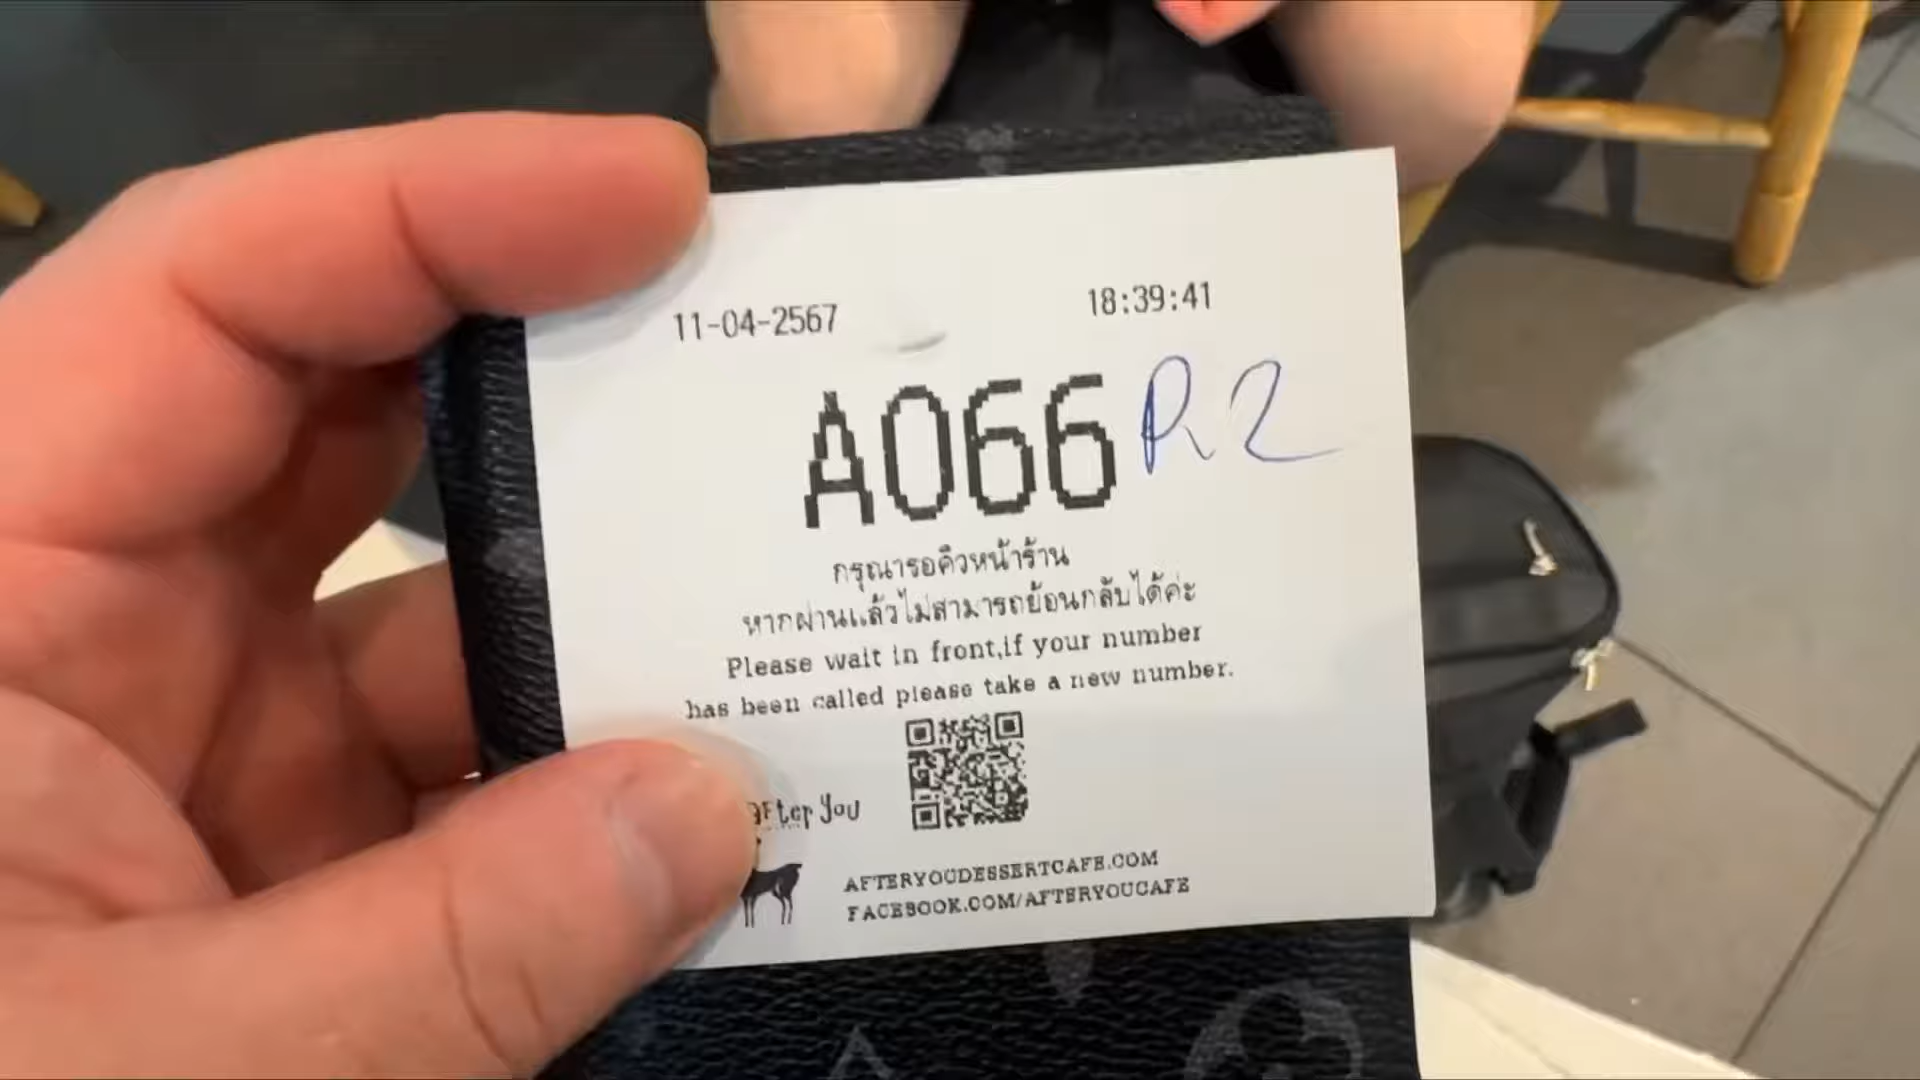 11-04-2567 18:39:41
A066 R2
กรุณารอคิวหน้าร้าน
หากผ่านแล้วไม่สามารถย้อนกลับได้ค่ะ
Please wait in front,if your number
has been called please take a new number.
after you
AFTERYOUDESSERTCAFE.COM
FACEBOOK.COM/AFTERYOUCAFE